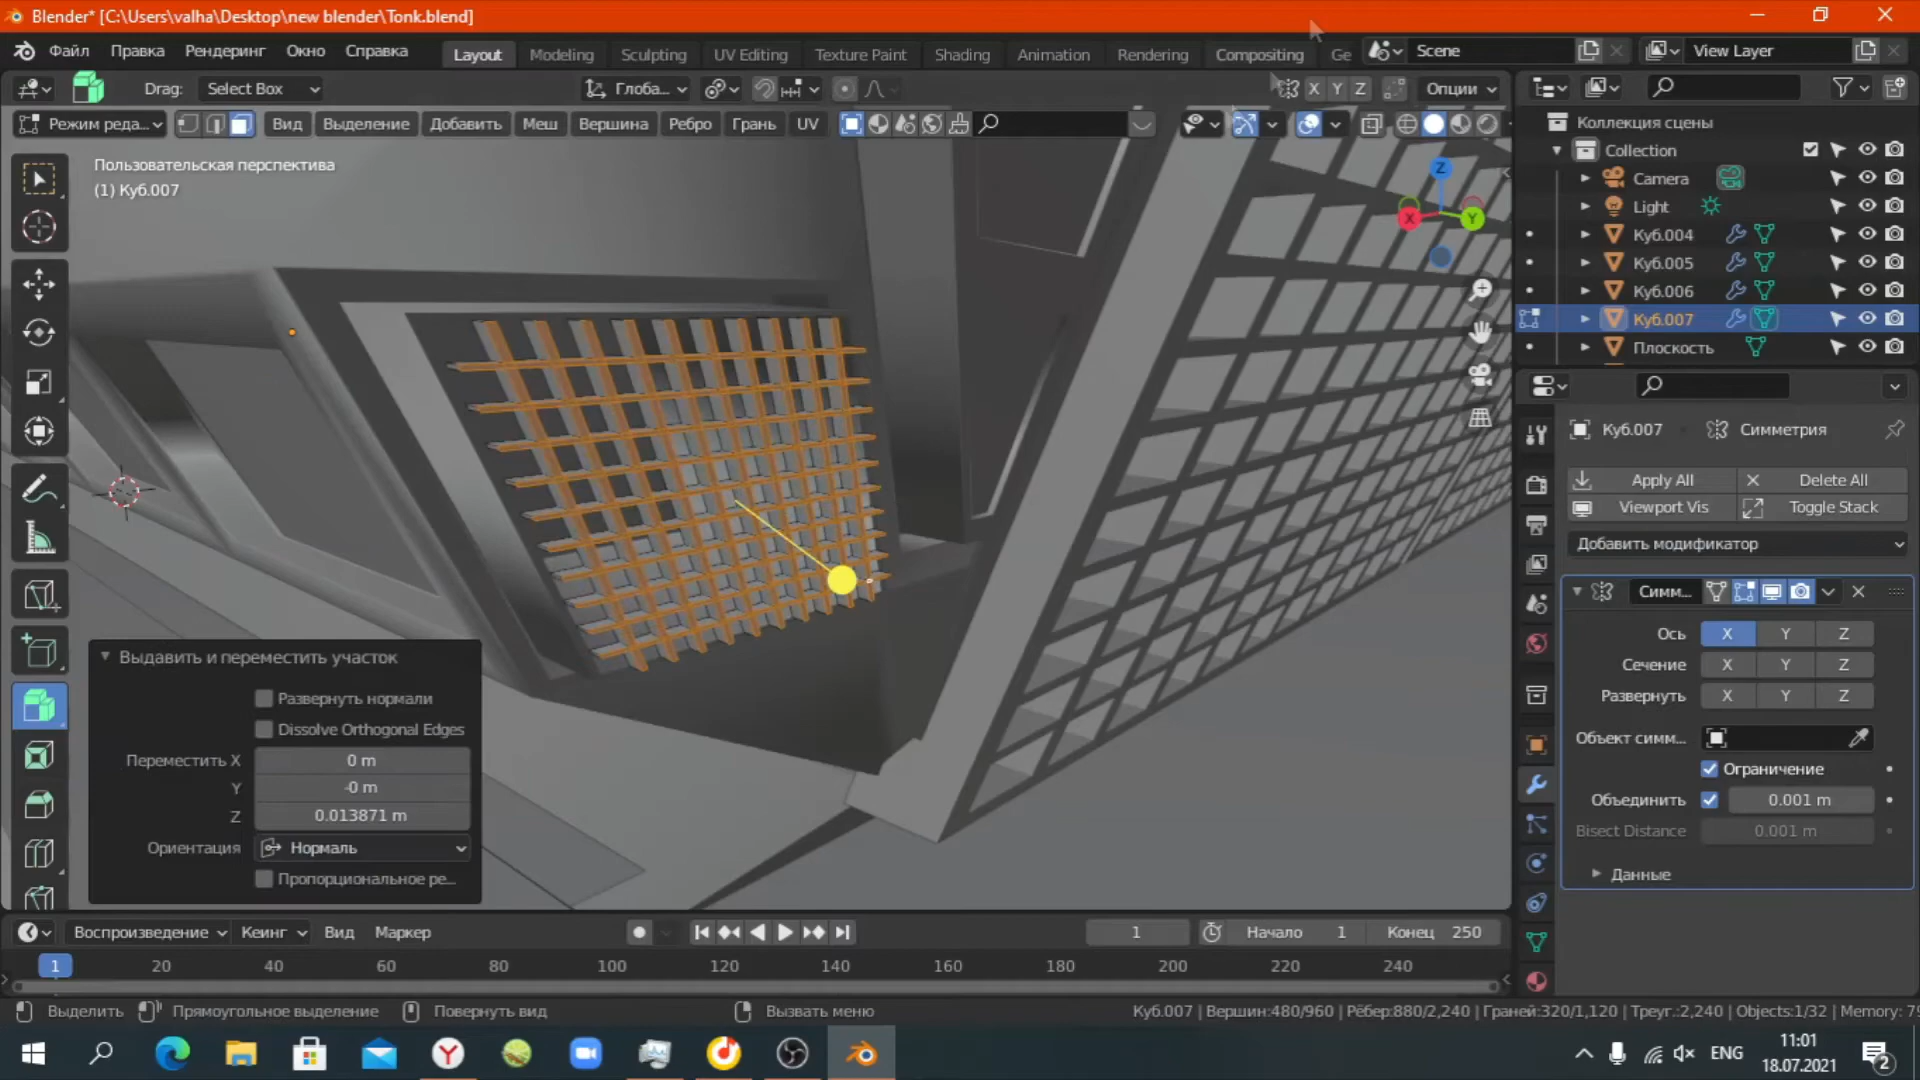 Blender* [C:\Users\valha\Desktop\new blender\Tonk.blend]
Файл Правка Рендеринг Окно Справка Layout Modeling Sculpting UV Editing Texture Paint Shading Animation Rendering Compositing Ge Scene View Layer
Drag: Select Box Глоба... X Y Z Опции
Режим реда... Вид Выделение Добавить Меш Вершина Ребро Грань UV
Пользовательская перспектива
(1) Куб.007
Z
X
Y
Коллекция сцены
Collection
Camera
Light
Куб.004
Куб.005
Куб.006
Куб.007
Плоскость
Куб.007 Симметрия
Apply All Delete All
Viewport Vis Toggle Stack
Добавить модификатор
Симм...
Ось X Y Z
Сечение X Y Z
Развернуть X Y Z
Объект симм...
Ограничение
Объединить 0.001 m
Bisect Distance 0.001 m
Данные
Выдавить и переместить участок
Развернуть нормали
Dissolve Orthogonal Edges
Переместить X 0 m
Y -0 m
Z 0.013871 m
Ориентация Нормаль
Пропорциональное ре...
Воспроизведение Кеинг Вид Маркер 1 Начало 1 Конец 250
1 20 40 60 80 100 120 140 160 180 200 220 240
Выделить Прямоугольное выделение Повернуть вид Вызвать меню Куб.007 | Вершин:480/960 | Рёбер:880/2,240 | Граней:320/1,120 | Треуг.:2,240 | Objects:1/32 | Memory: 79
ENG 11:01
18.07.2021 2